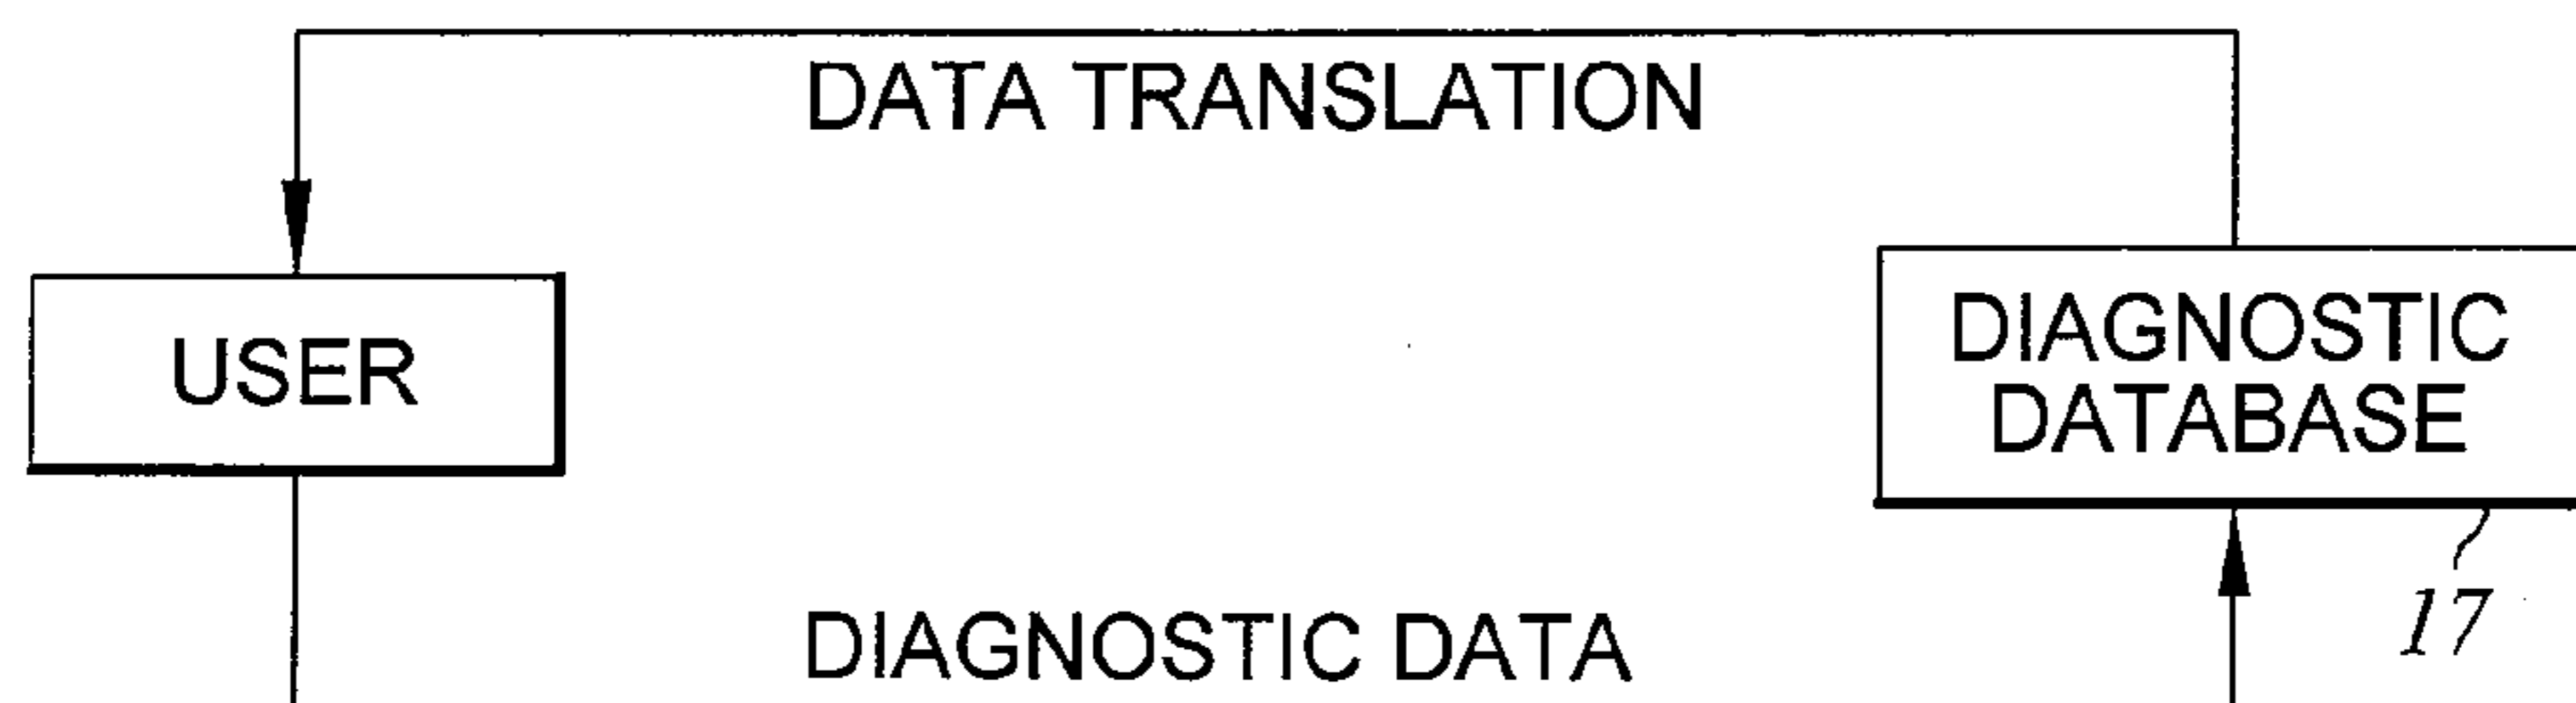 DATA TRANSLATION
USER
DIAGNOSTIC
DATABASE
17
DIAGNOSTIC DATA